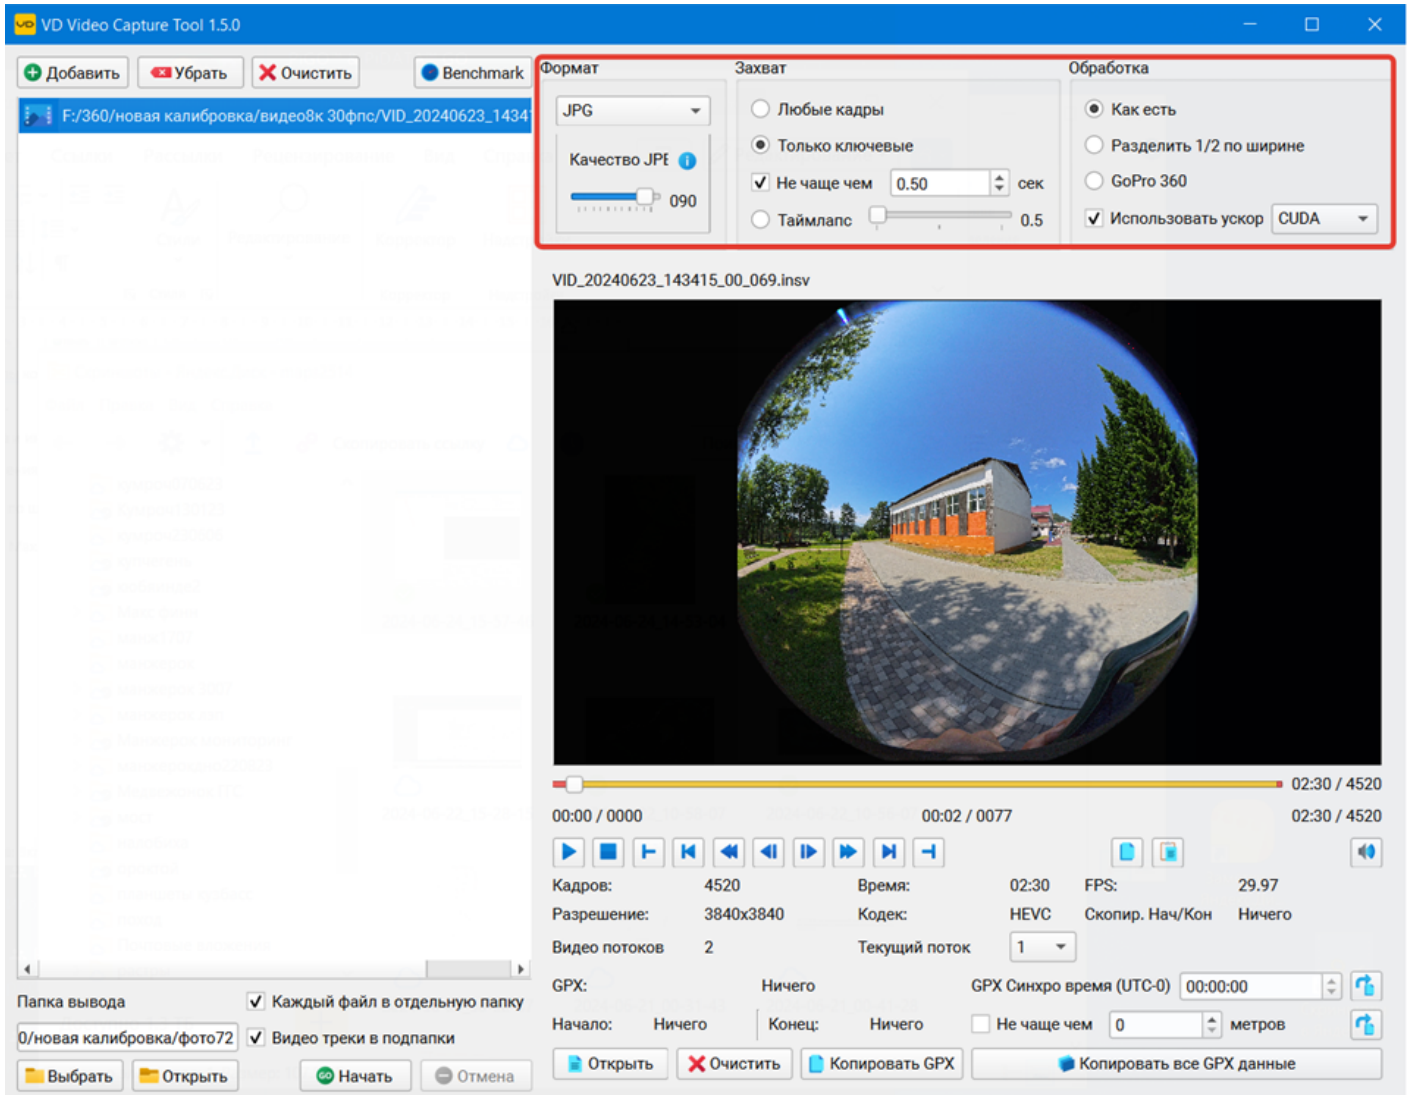 VD Video Capture Tool 1.5.0
Добавить
Убрать
Очистить
Benchmark
F:/360/новая калибровка/видео8к 30фпс/VID_20240623_1434
Формат
JPG
Качество JPE
090
Захват
Любые кадры
Только ключевые
Не чаще чем 0.50 сек
Таймлапс 0.5
Обработка
Как есть
Разделить 1/2 по ширине
GoPro 360
Использовать ускор CUDA
VID_20240623_143415_00_069.insv
02:30 / 4520
00:00 / 0000 00:02 / 0077 02:30 / 4520
Кадров: 4520 Время: 02:30 FPS: 29.97
Разрешение: 3840x3840 Кодек: HEVC Скопир. Нач/Кон Ничего
Видео потоков 2 Текущий поток 1
GPX: Ничего GPX Синхро время (UTC-0) 00:00:00
Начало: Ничего Конец: Ничего Не чаще чем 0 метров
Открыть Очистить Копировать GPX Копировать все GPX данные
Папка вывода Каждый файл в отдельную папку
0/новая калибровка/фото72 Видео треки в подпапки
Выбрать Открыть GO Начать Отмена